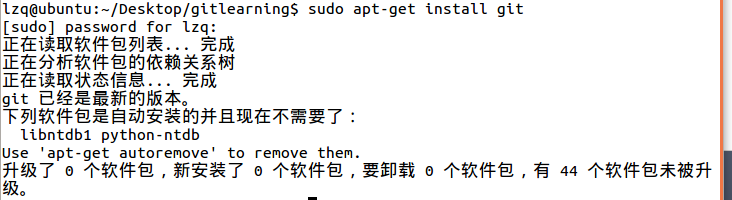 lzq@ubuntu:~/Desktop/gitlearning$ sudo apt-get install git
[sudo] password for lzq:
正在读取软件包列表... 完成
正在分析软件包的依赖关系树
正在读取状态信息... 完成
git 已经是最新的版本。
下列软件包是自动安装的并且现在不需要了：
  libntdb1 python-ntdb
Use 'apt-get autoremove' to remove them.
升级了 0 个软件包，新安装了 0 个软件包，要卸载 0 个软件包，有 44 个软件包未被升
级。